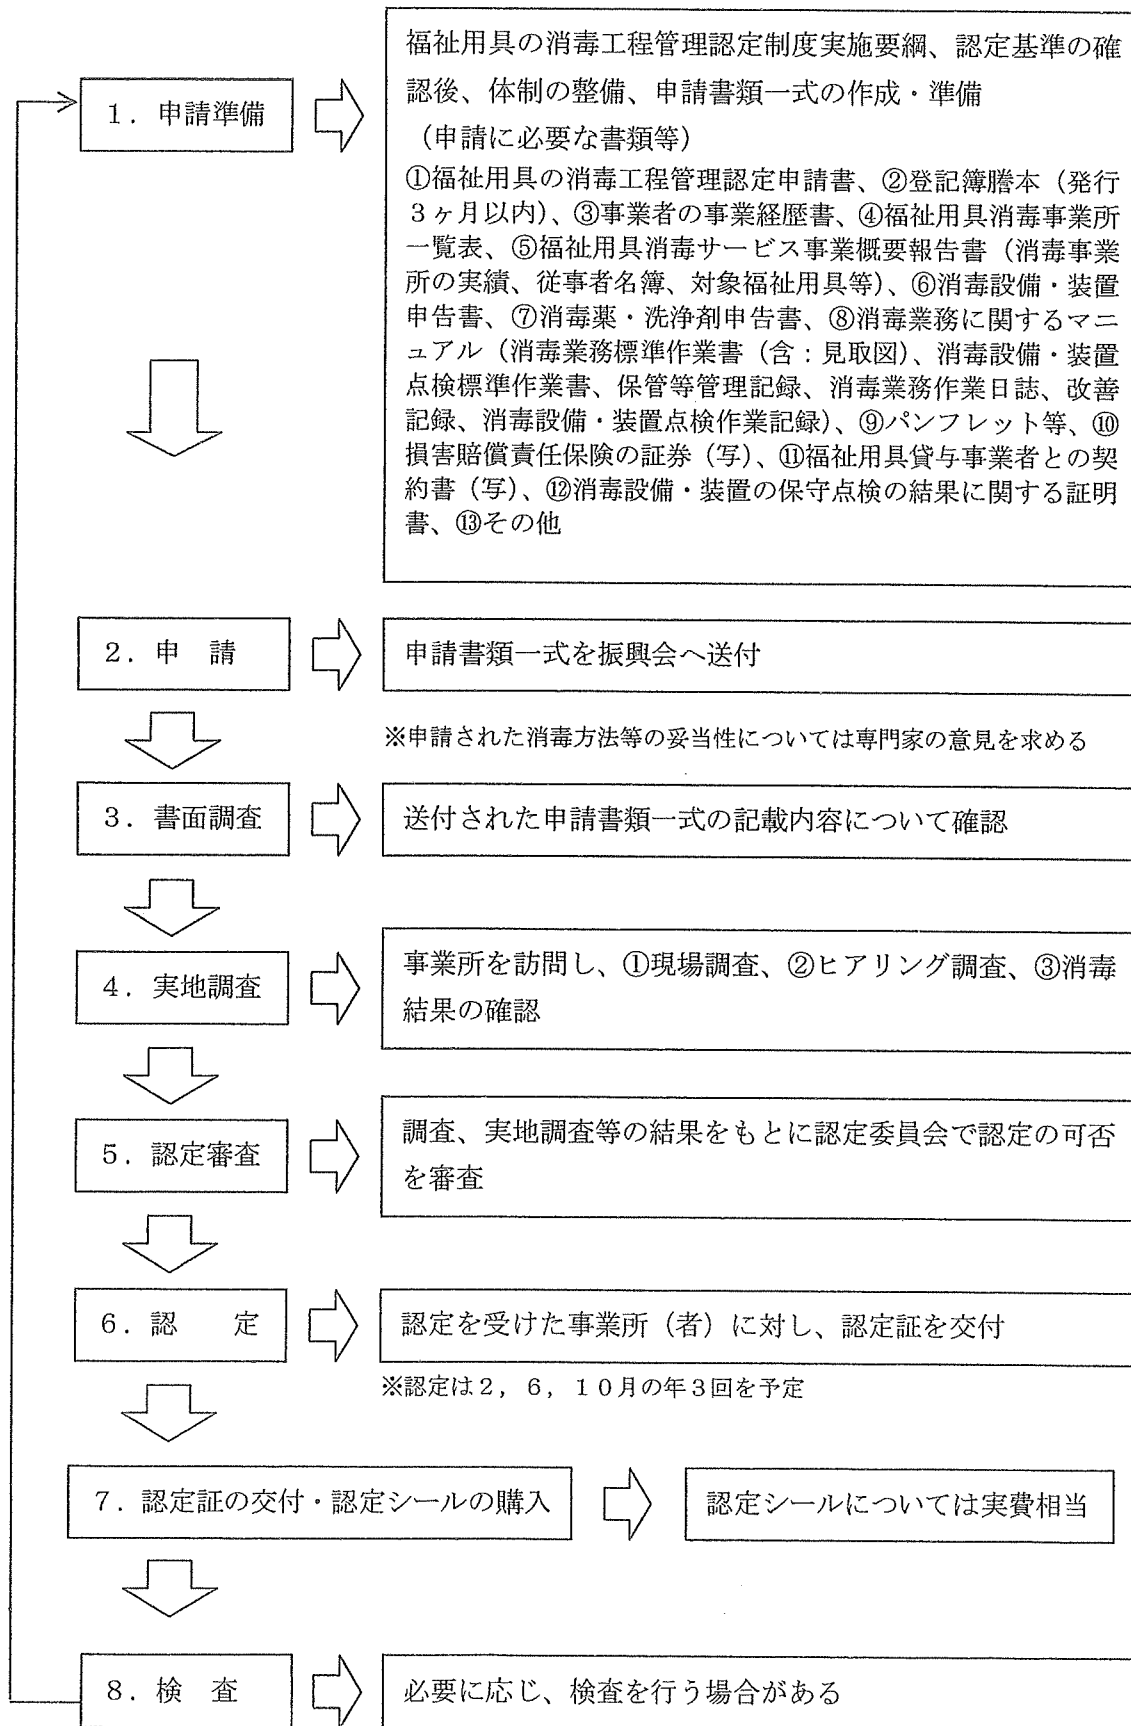 １．申請準備
福祉用具の消毒工程管理認定制度実施要綱、認定基準の確
認後、体制の整備、申請書類一式の作成・準備
（申請に必要な書類等）
①福祉用具の消毒工程管理認定申請書、②登記簿謄本（発行
３ヶ月以内）、③事業者の事業経歴書、④福祉用具消毒事業所
一覧表、⑤福祉用具消毒サービス事業概要報告書（消毒事業
所の実績、従事者名簿、対象福祉用具等）、⑥消毒設備・装置
申告書、⑦消毒薬・洗浄剤申告書、⑧消毒業務に関するマニ
ュアル（消毒業務標準作業書（含：見取図）、消毒設備・装置
点検標準作業書、保管等管理記録、消毒業務作業日誌、改善
記録、消毒設備・装置点検作業記録）、⑨パンフレット等、⑩
損害賠償責任保険の証券（写）、⑪福祉用具貸与事業者との契
約書（写）、⑫消毒設備・装置の保守点検の結果に関する証明
書、⑬その他
２．申　請
申請書類一式を振興会へ送付
※申請された消毒方法等の妥当性については専門家の意見を求める
３．書面調査
送付された申請書類一式の記載内容について確認
４．実地調査
事業所を訪問し、①現場調査、②ヒアリング調査、③消毒
結果の確認
５．認定審査
調査、実地調査等の結果をもとに認定委員会で認定の可否
を審査
６．認　　定
認定を受けた事業所（者）に対し、認定証を交付
※認定は２，６，１０月の年３回を予定
７．認定証の交付・認定シールの購入
認定シールについては実費相当
８．検　査
必要に応じ、検査を行う場合がある